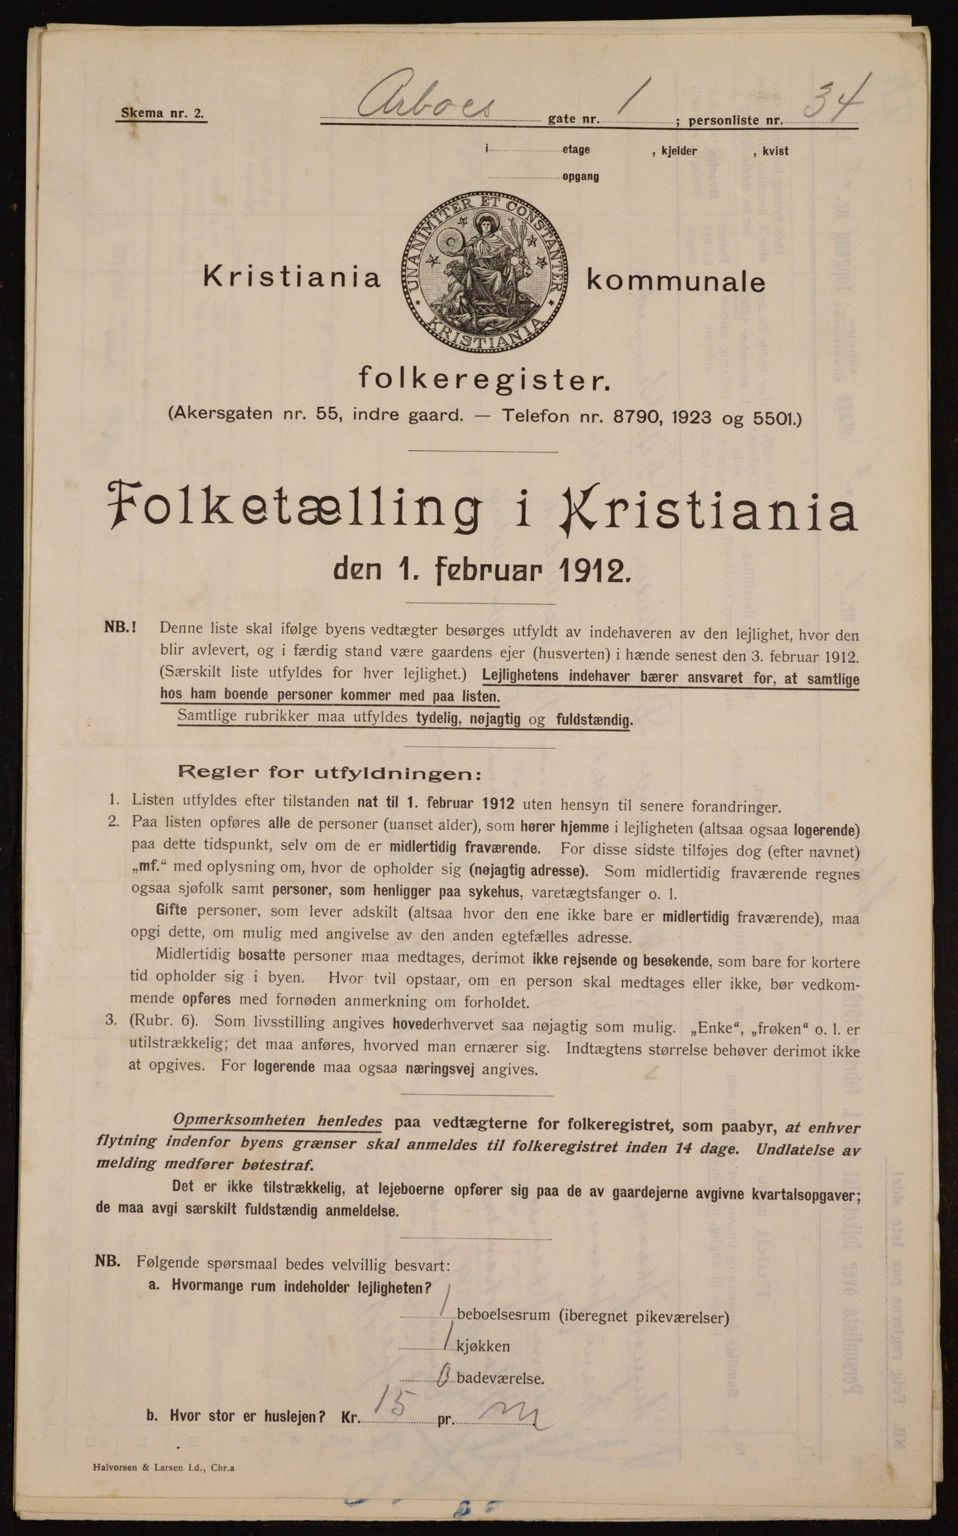 Skema nr. 2.
Arboes gate nr. 1 ; personliste nr. 34
i etage , kjelder , kvist
opgang
UNANIMITER ET CONSTANTER
KRISTIANIA
Kristiania kommunale
folkeregister.
(Akersgaten nr. 55, indre gaard. — Telefon nr. 8790, 1923 og 5501.)
Folketælling i Kristiania
den 1. februar 1912.
NB.! Denne liste skal ifølge byens vedtægter besørges utfyldt av indehaveren av den lejlighet, hvor den
blir avlevert, og i færdig stand være gaardens ejer (husverten) i hænde senest den 3. februar 1912.
(Særskilt liste utfyldes for hver lejlighet.) Lejlighetens indehaver bærer ansvaret for, at samtlige
hos ham boende personer kommer med paa listen.
Samtlige rubrikker maa utfyldes tydelig, nøjagtig og fuldstændig.
Regler for utfyldningen:
1. Listen utfyldes efter tilstanden nat til 1. februar 1912 uten hensyn til senere forandringer.
2. Paa listen opføres alle de personer (uanset alder), som hører hjemme i lejligheten (altsaa ogsaa logerende)
paa dette tidspunkt, selv om de er midlertidig fraværende. For disse sidste tilføjes dog (efter navnet)
„mf.“ med oplysning om, hvor de opholder sig (nøjagtig adresse). Som midlertidig fraværende regnes
ogsaa sjøfolk samt personer, som henligger paa sykehus, varetægtsfanger o. l.
Gifte personer, som lever adskilt (altsaa hvor den ene ikke bare er midlertidig fraværende), maa
opgi dette, om mulig med angivelse av den anden egtefælles adresse.
Midlertidig bosatte personer maa medtages, derimot ikke rejsende og besøkende, som bare for kortere
tid opholder sig i byen. Hvor tvil opstaar, om en person skal medtages eller ikke, bør vedkom-
mende opføres med fornøden anmerkning om forholdet.
3. (Rubr. 6). Som livsstilling angives hovederhvervet saa nøjagtig som mulig. „Enke“, „frøken“ o. l. er
utilstrækkelig; det maa anføres, hvorved man ernærer sig. Indtægtens størrelse behøver derimot ikke
at opgives. For logerende maa ogsaa næringsvej angives.
Opmerksomheten henledes paa vedtægterne for folkeregistret, som paabyr, at enhver
flytning indenfor byens grænser skal anmeldes til folkeregistret inden 14 dage. Undlatelse av
melding medfører bøtestraf.
Det er ikke tilstrækkelig, at lejeboerne opfører sig paa de av gaardejerne avgivne kvartalsopgaver;
de maa avgi særskilt fuldstændig anmeldelse.
NB. Følgende spørsmaal bedes velvillig besvart:
a. Hvormange rum indeholder lejligheten?
1 beboelsesrum (iberegnet pikeværelser)
1 kjøkken
0 badeværelse.
b. Hvor stor er huslejen? Kr. 15 pr. M
Halvorsen & Larsen Ld., Chr.a